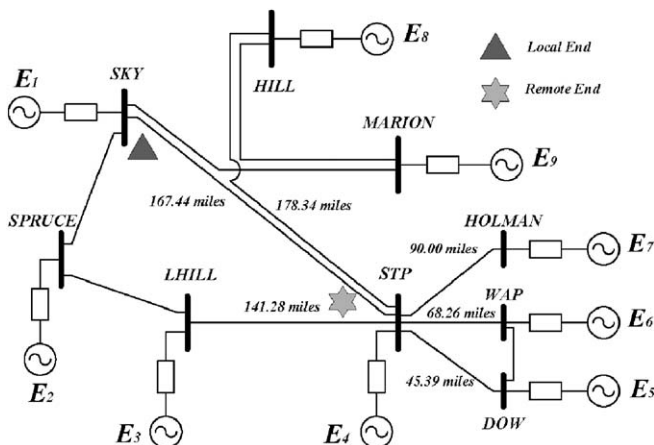 E8
Local End
SKY
E1
HILL
Remote End
MARION
E9
167.44 miles
178.34 miles
HOLMAN
SPRUCE
90.00 miles
E7
LHILL
STP
WAP
141.28 miles
68.26 miles
E6
45.39 miles
E2
E5
DOW
E3
E4